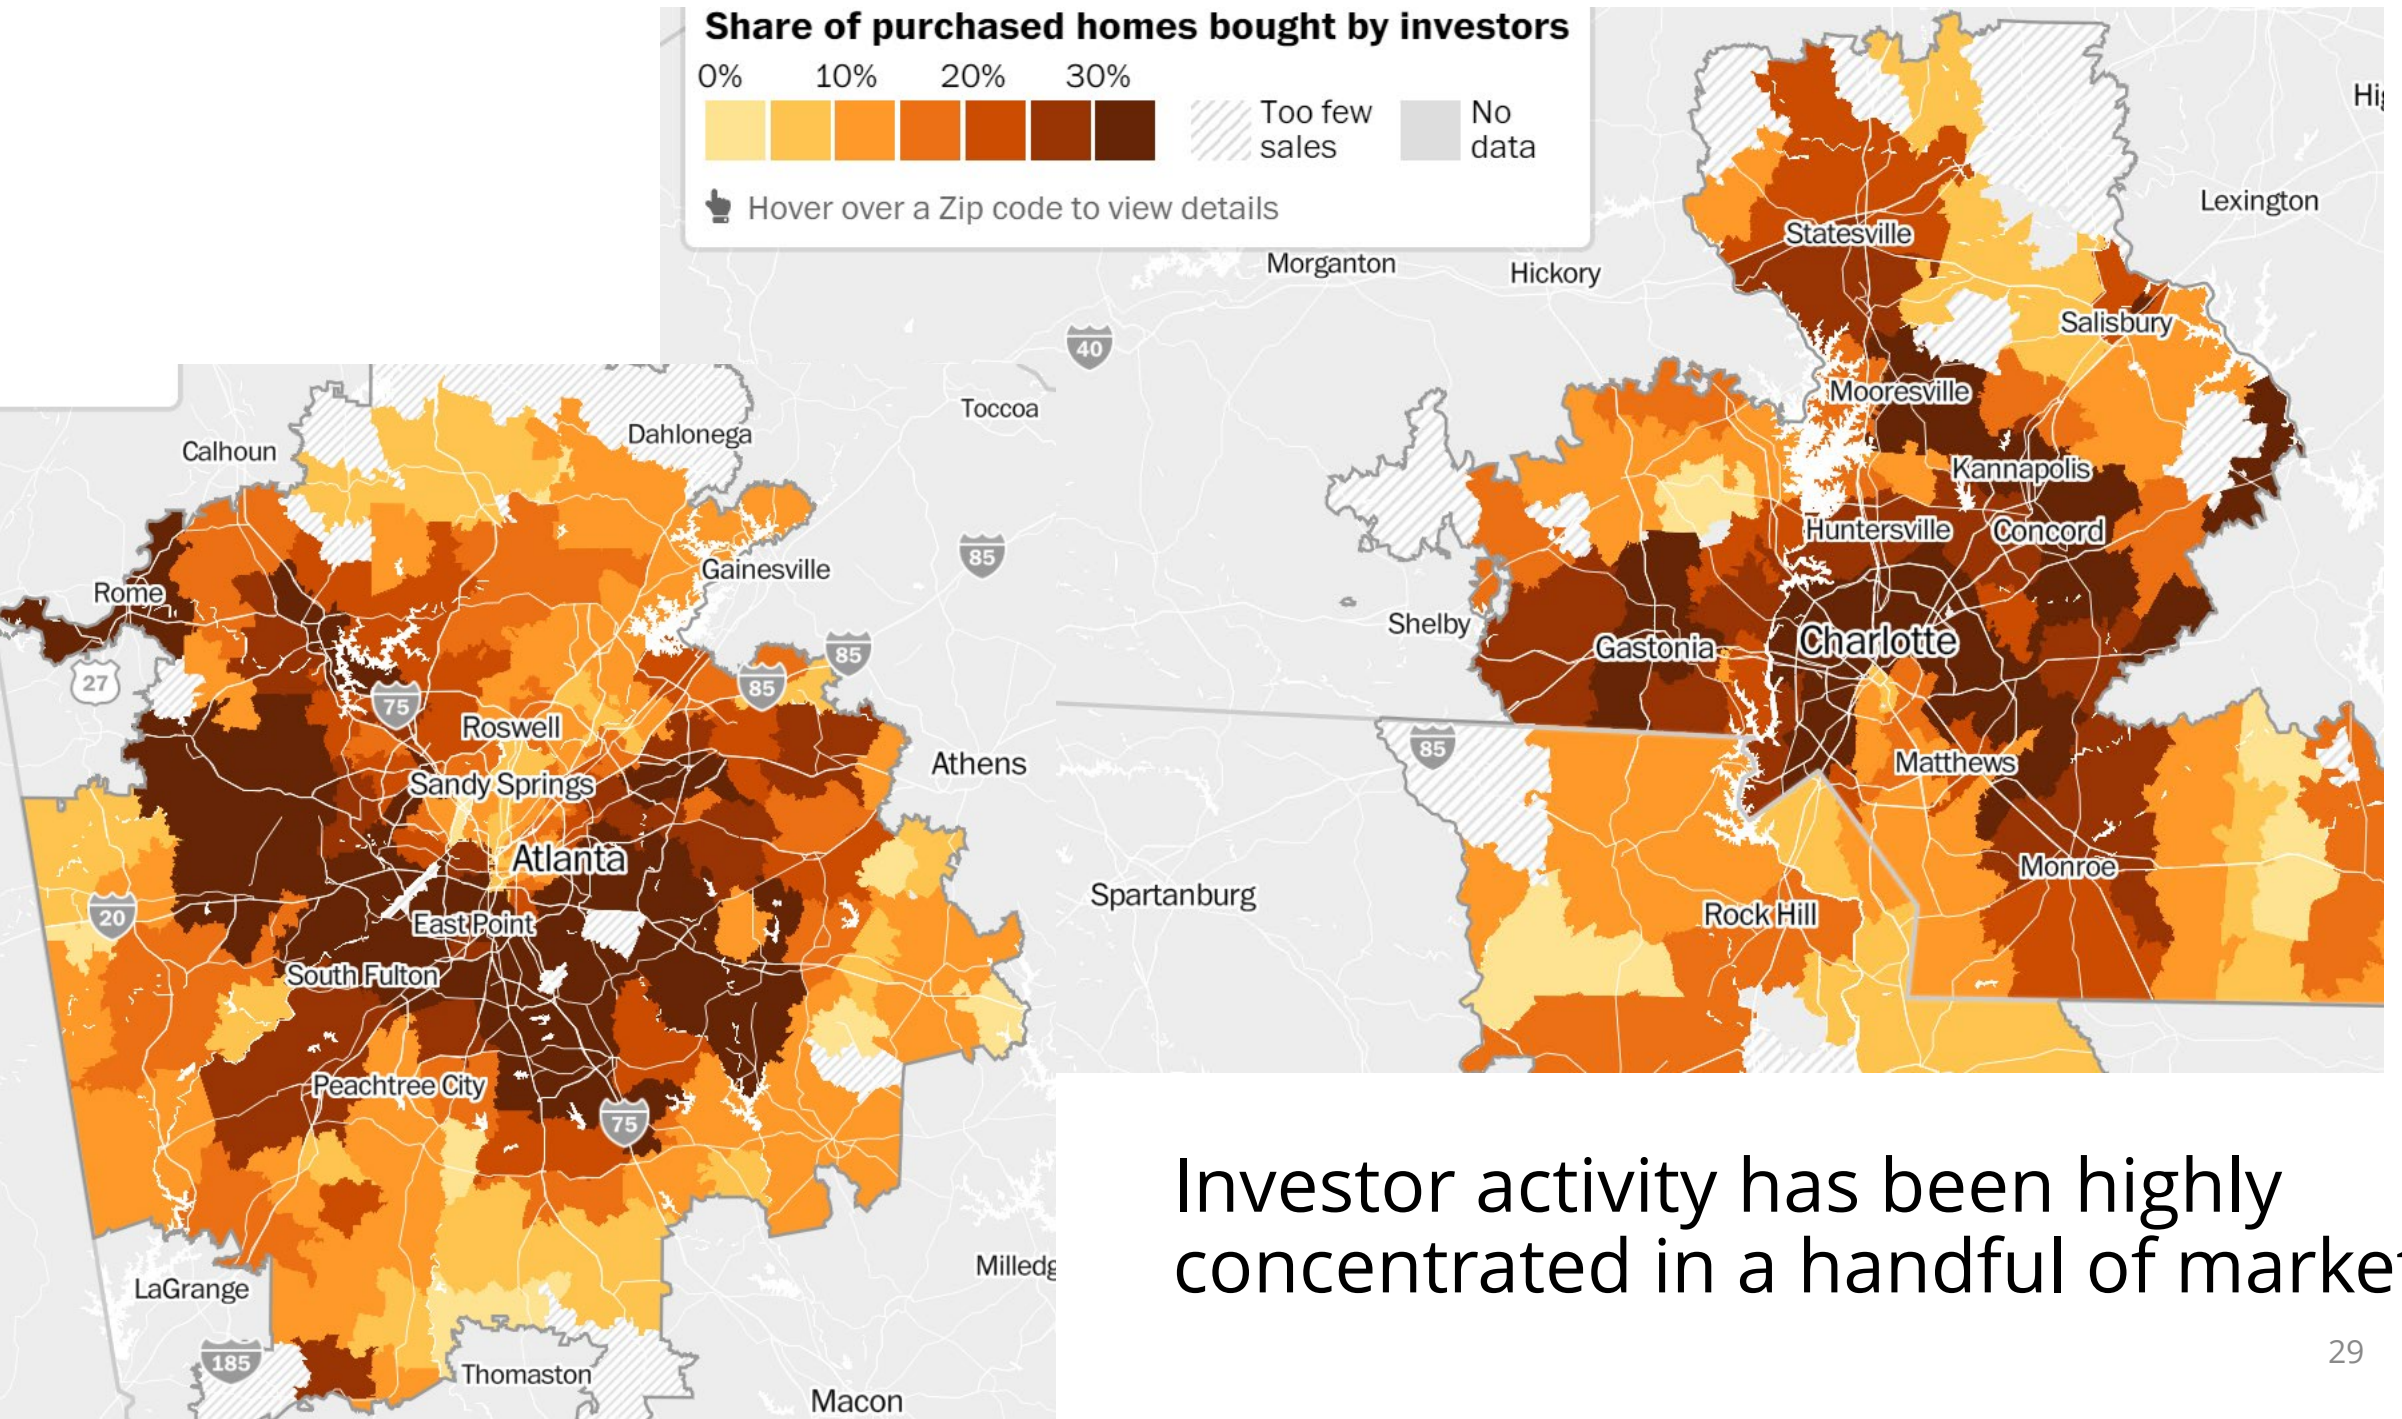 Share of purchased homes bought by investors
0% 10% 20% 30%
Too few
sales
No
data
Hover over a Zip code to view details
Lexington
Statesville
Morganton
Hickory
Salisbury
40
Mooresville
Kannapolis
Huntersville
Concord
Shelby
Gastonia
Charlotte
85
Matthews
Monroe
Spartanburg
Rock Hill
Toccoa
Calhoun
Dahlonega
85
Gainesville
Rome
85
27
85
75
Roswell
Athens
Sandy Springs
Atlanta
20
East Point
South Fulton
Peachtree City
75
LaGrange
Milledg
185
Thomaston
Macon
Investor activity has been highly
concentrated in a handful of market
29